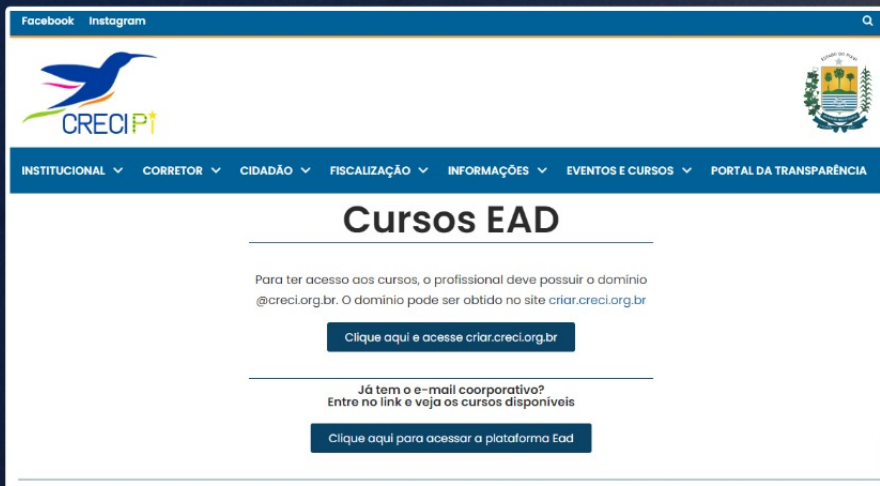 Facebook Instagram
CRECI PI
ESTADO DO PIAUÍ
INSTITUCIONAL CORRETOR CIDADÃO FISCALIZAÇÃO INFORMAÇÕES EVENTOS E CURSOS PORTAL DA TRANSPARÊNCIA
Cursos EAD
Para ter acesso aos cursos, o profissional deve possuir o domínio
@creci.org.br. O domínio pode ser obtido no site criar.creci.org.br
Clique aqui e acesse criar.creci.org.br
Já tem o e-mail coorporativo?
Entre no link e veja os cursos disponíveis
Clique aqui para acessar a plataforma Ead